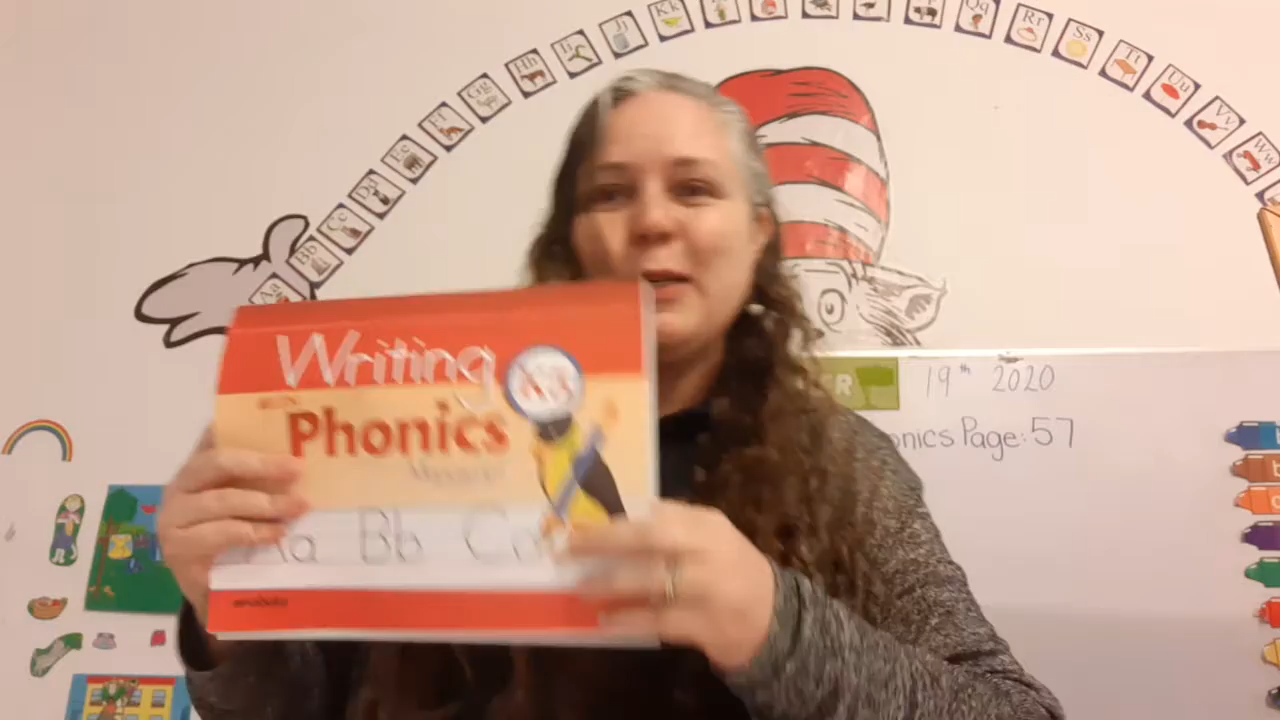 Aa
Bb
Cc
Dd
Ee
Ff
Gg
Hh
Ii
Jj
Kk
Qq
Rr
Ss
Tt
Uu
Vv
Ww
Writing
Phonics
Aa Bb Cc
K5
19th 2020
onics Page: 57